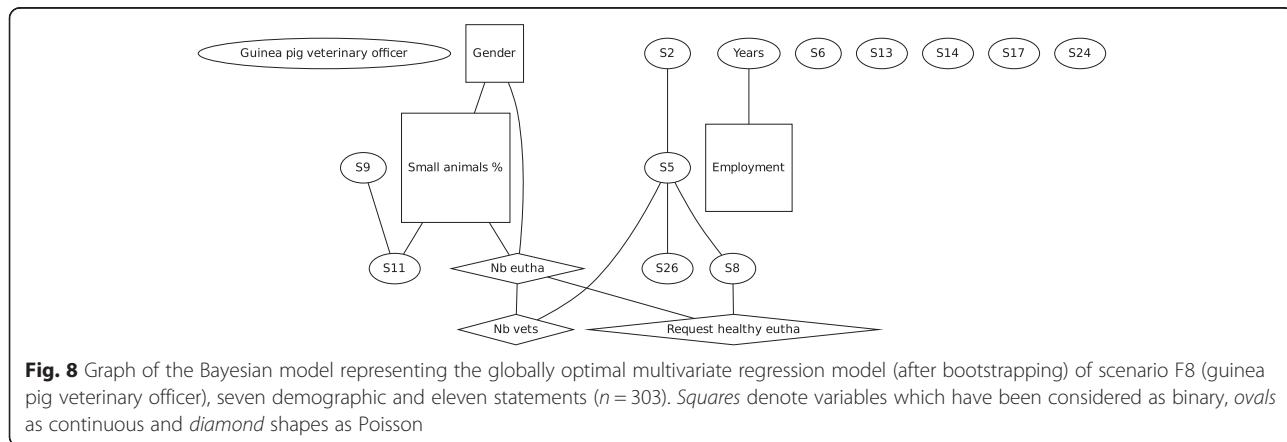 Guinea pig veterinary officer Gender S2 Years S6 S13 S14 S17 S24
S9 Small animals % S5 Employment
S11 Nb eutha S26 S8
Nb vets Request healthy eutha
Fig. 8 Graph of the Bayesian model representing the globally optimal multivariate regression model (after bootstrapping) of scenario F8 (guinea
pig veterinary officer), seven demographic and eleven statements (n = 303). Squares denote variables which have been considered as binary, ovals
as continuous and diamond shapes as Poisson